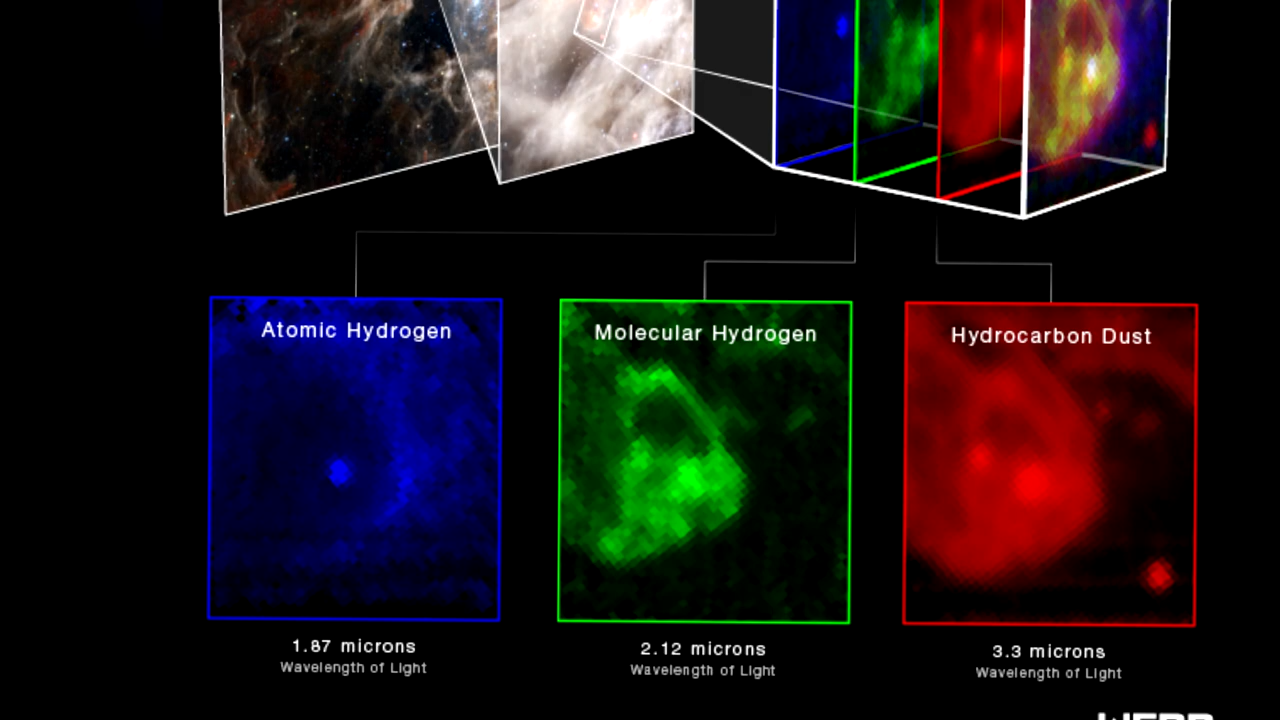 Atomic Hydrogen
Molecular Hydrogen
Hydrocarbon Dust
1.87 microns
Wavelength of Light
2.12 microns
Wavelength of Light
3.3 microns
Wavelength of Light